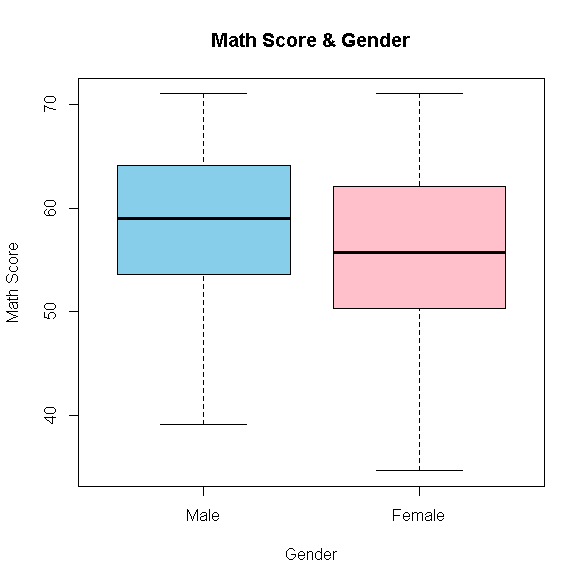 Math Score & Gender
Math Score
70
60
50
40
Male Female
Gender